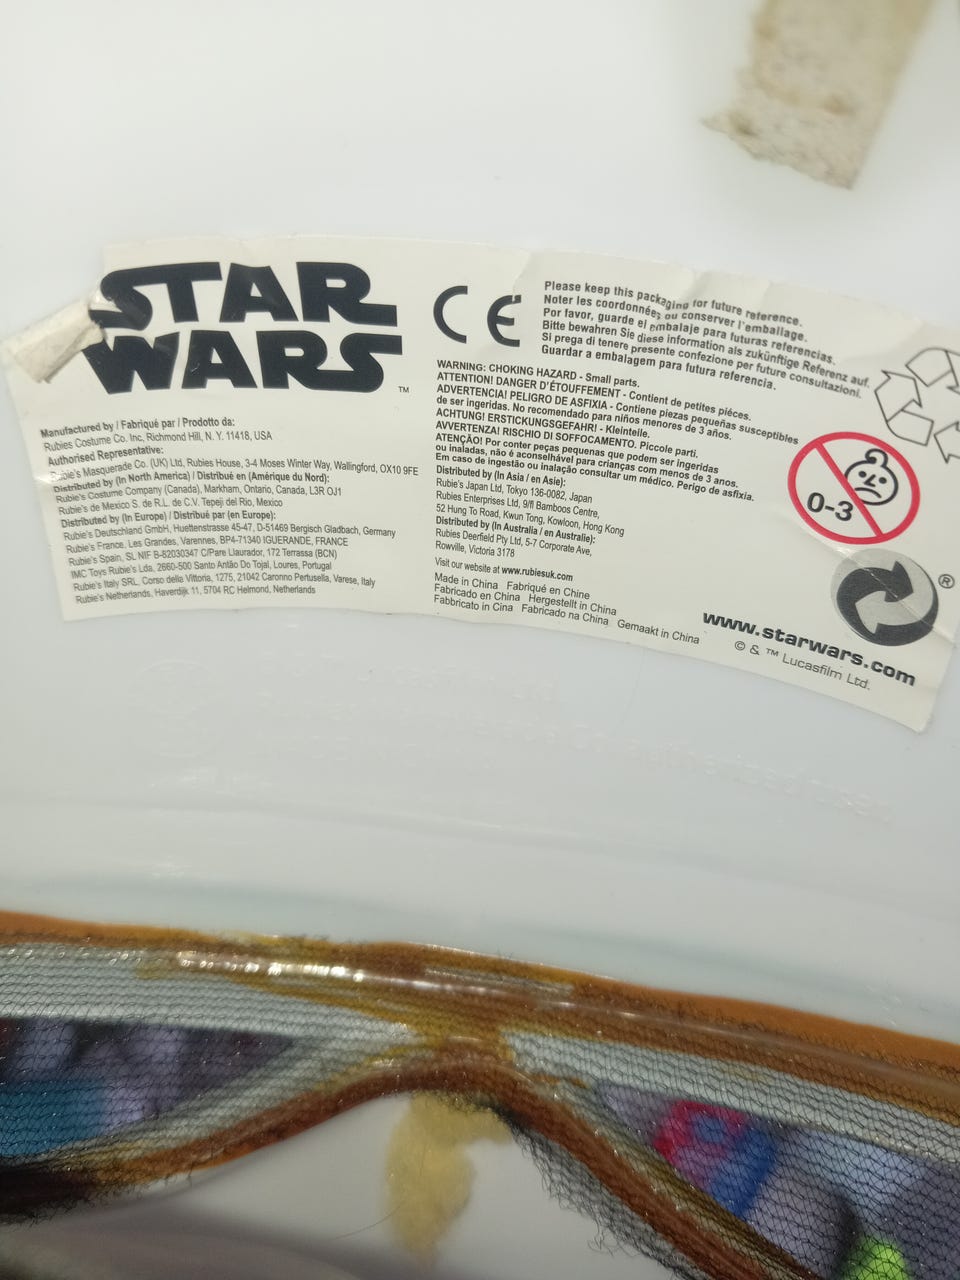 STAR
WARS
™
CE
Please keep this packaging for future reference.
Noter les coordonnées ou conserver l'emballage.
Por favor, guarde el embalaje para futuras referencias.
Bitte bewahren Sie diese information als zukünftige Referenz auf.
Si prega di tenere presente confezione per future consultazioni.
Guardar a embalagem para futura referencia.
Manufactured by / Fabriqué par / Prodotto da:
Rubies Costume Co. Inc, Richmond Hill, N. Y. 11418, USA
Authorised Representative:
Rubie's Masquerade Co. (UK) Ltd, Rubies House, 3-4 Moses Winter Way, Wallingford, OX10 9FE
Distributed by (In North America) / Distribué en (Amérique du Nord):
Rubie's Costume Company (Canada), Markham, Ontario, Canada, L3R OJ1
Rubie's de Mexico S. de R.L. de C.V. Tepeji del Rio, Mexico
Distributed by (In Europe) / Distribué par (en Europe):
Rubie's Deutschland GmbH, Huettenstrasse 45-47, D-51469 Bergisch Gladbach, Germany
Rubie's France, Les Grandes, Varennes, BP4-71340 IGUERANDE, FRANCE
Rubie's Spain, SL NIF B-82030347 C/Pare Llaurador, 172 Terrassa (BCN)
IMC Toys Rubie's Lda, 2660-500 Santo Antão Do Tojal, Loures, Portugal
Rubie's Italy SRL, Corso della Vittoria, 1275, 21042 Caronno Pertusella, Varese, Italy
Rubie's Netherlands, Haverdijk 11, 5704 RC Helmond, Netherlands
WARNING: CHOKING HAZARD - Small parts.
ATTENTION! DANGER D'ÉTOUFFEMENT - Contient de petites piéces.
ADVERTENCIA! PELIGRO DE ASFIXIA - Contiene piezas pequeñas susceptibles
de ser ingeridas. No recomendado para niños menores de 3 años.
ACHTUNG! ERSTICKUNGSGEFAHR! - Kleinteile.
AVVERTENZA! RISCHIO DI SOFFOCAMENTO. Piccole parti.
ATENÇÃO! Por conter peças pequenas que podem ser ingeridas
ou inaladas, não é aconselhável para crianças com menos de 3 anos.
Em caso de ingestão ou inalação consultar um médico. Perigo de asfixia.
Distributed by (In Asia / en Asie):
Rubie's Japan Ltd, Tokyo 136-0082, Japan
Rubies Enterprises Ltd, 9/fl Bamboos Centre,
52 Hung To Road, Kwun Tong, Kowloon, Hong Kong
Distributed by (In Australia / en Australie):
Rubies Deerfield Pty Ltd, 5-7 Corporate Ave,
Rowville, Victoria 3178
Visit our website at www.rubiesuk.com
Made in China Fabriqué en Chine
Fabricado en China Hergestellt in China
Fabbricato in Cina Fabricado na China Gemaakt in China
0-3
®
www.starwars.com
© & ™ Lucasfilm Ltd.